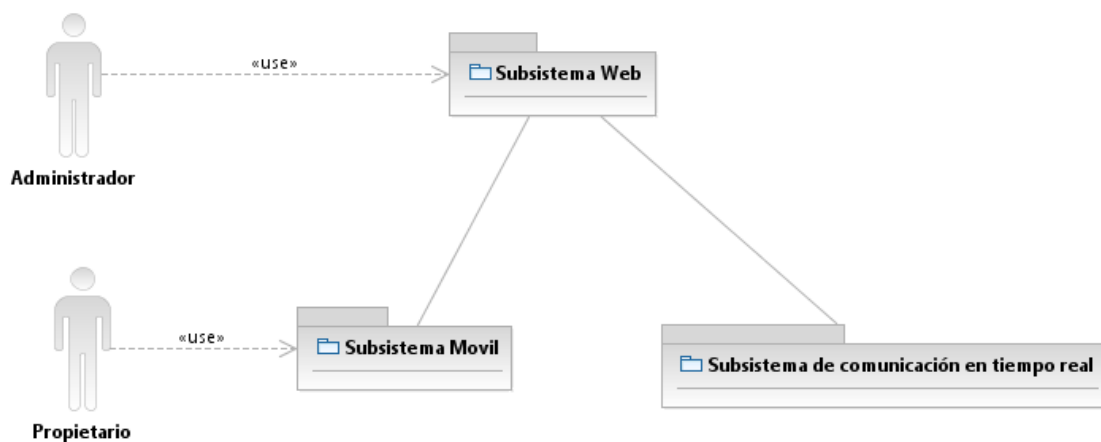 «use»
Subsistema Web
Administrador
«use»
Subsistema Movil
Subsistema de comunicación en tiempo real
Propietario